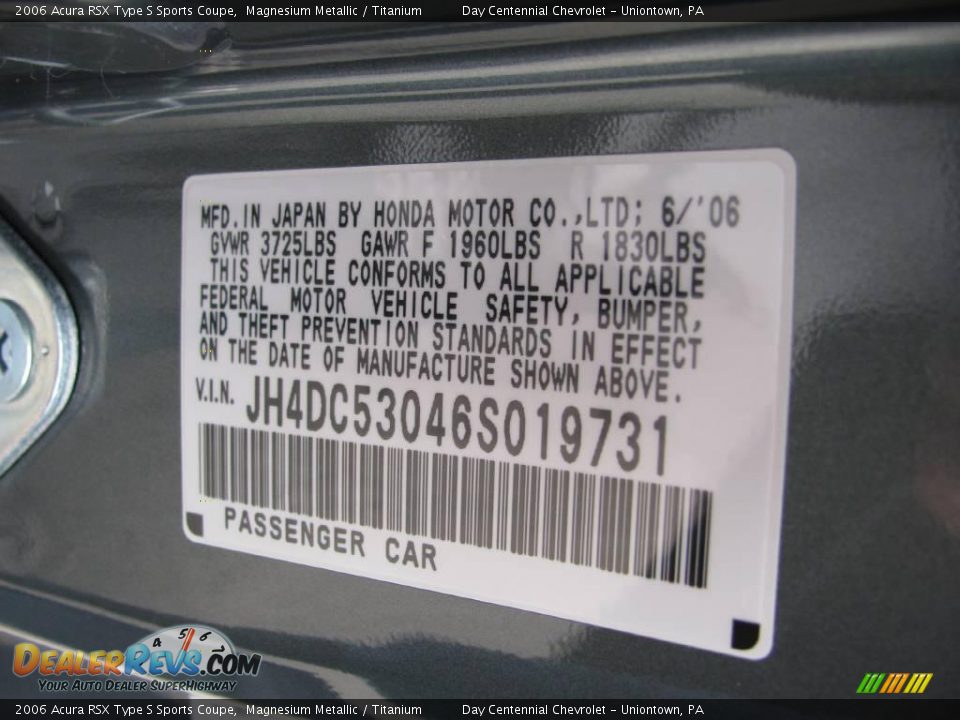 2006 Acura RSX Type S Sports Coupe, Magnesium Metallic / Titanium Day Centennial Chevrolet - Uniontown, PA
MFD.IN JAPAN BY HONDA MOTOR CO.,LTD; 6/'06
GVWR 3725LBS GAWR F 1960LBS R 1830LBS
THIS VEHICLE CONFORMS TO ALL APPLICABLE
FEDERAL MOTOR VEHICLE SAFETY, BUMPER,
AND THEFT PREVENTION STANDARDS IN EFFECT
ON THE DATE OF MANUFACTURE SHOWN ABOVE.
V.I.N. JH4DC53046S019731
PASSENGER CAR
4 5 6
DEALERREVS.COM
YOUR AUTO DEALER SUPERHIGHWAY
2006 Acura RSX Type S Sports Coupe, Magnesium Metallic / Titanium Day Centennial Chevrolet - Uniontown, PA